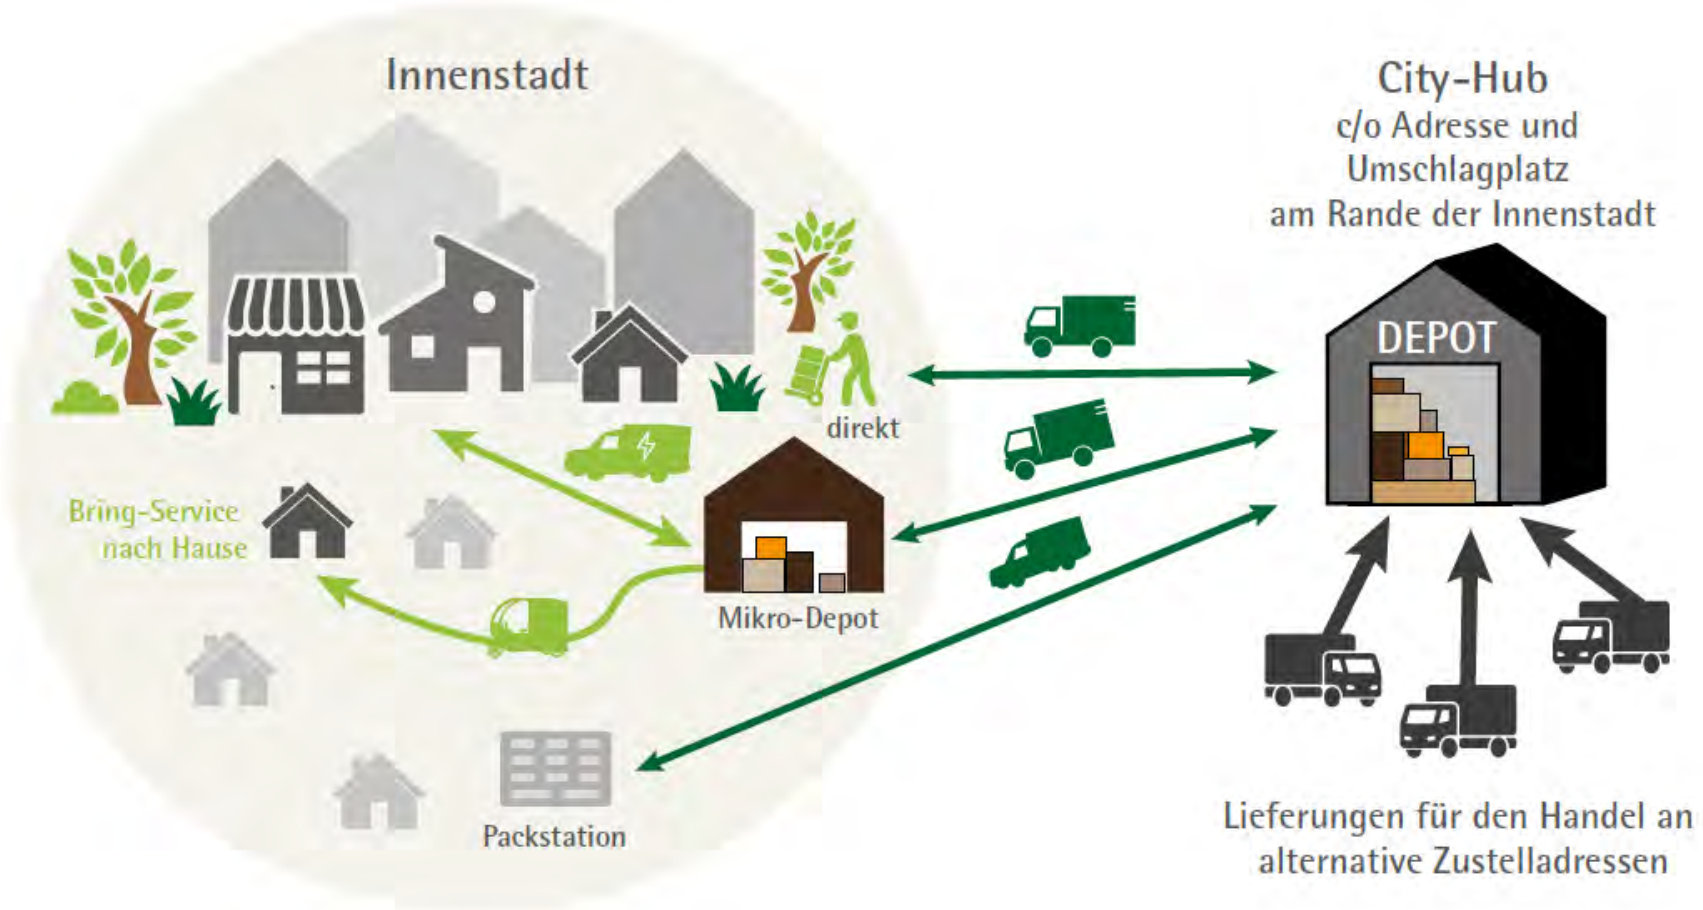 Innenstadt
City-Hub
c/o Adresse und
Umschlagplatz
am Rande der Innenstadt
DEPOT
direkt
Bring-Service
nach Hause
Mikro-Depot
Packstation
Lieferungen für den Handel an
alternative Zustelladressen